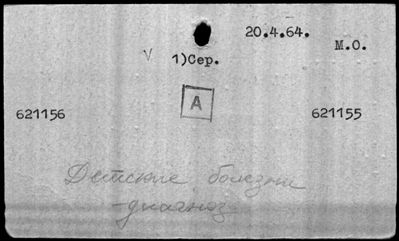 20.4.64.
М.О.
V
1)Сер.
А
621156 621155
Детские болезни
-диагноз